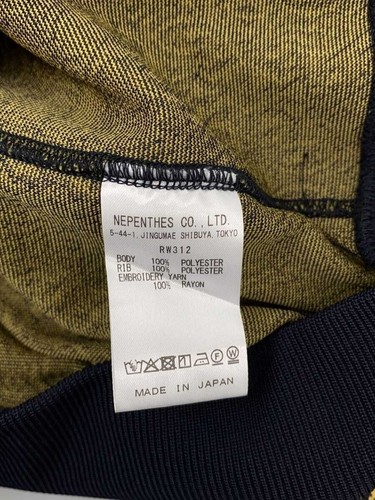 NEPENTHES CO., LTD.
5-44-1, JINGUMAE SHIBUYA, TOKYO
RW312
BODY 100% POLYESTER
RIB 100% POLYESTER
EMBROIDERY YARN
100% RAYON
P F W
MADE IN JAPAN